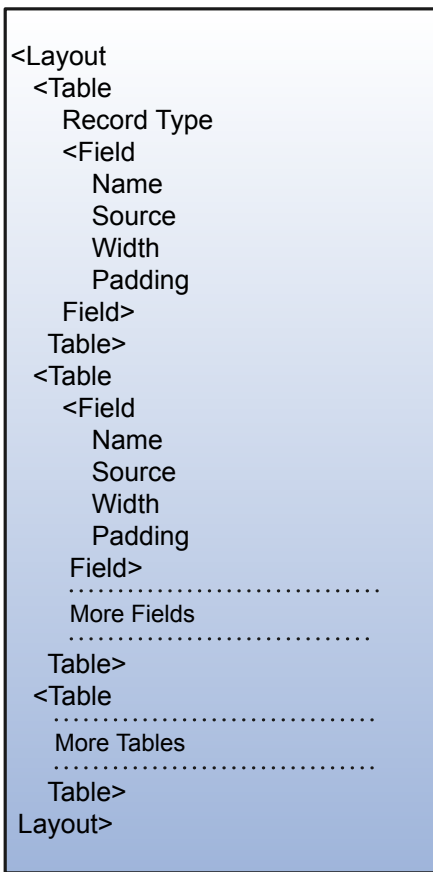 <Layout
<Table
Record Type
<Field
Name
Source
Width
Padding
Field>
Table>
<Table
<Field
Name
Source
Width
Padding
Field>
More Fields
Table>
<Table
More Tables
Table>
Layout>